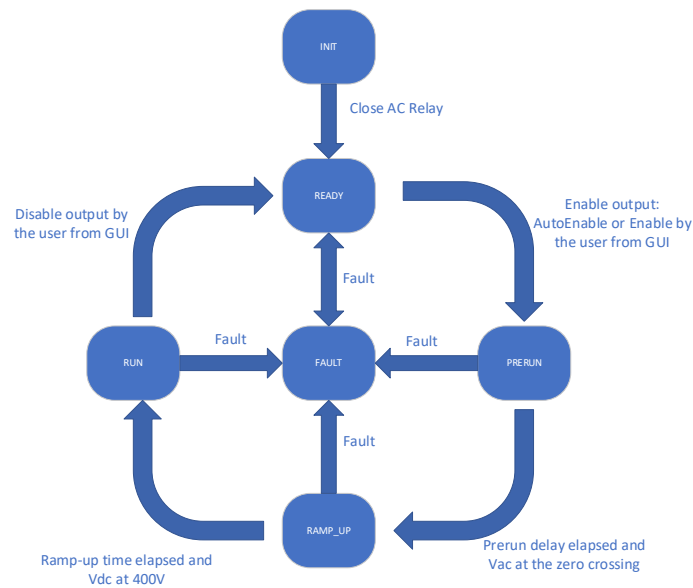 INIT
Close AC Relay
READY
Disable output by
the user from GUI
Enable output:
AutoEnable or Enable by
the user from GUI
Fault
Fault
Fault
RUN
FAULT
PRERUN
Fault
RAMP_UP
Ramp-up time elapsed and
Vdc at 400V
Prerun delay elapsed and
Vac at the zero crossing